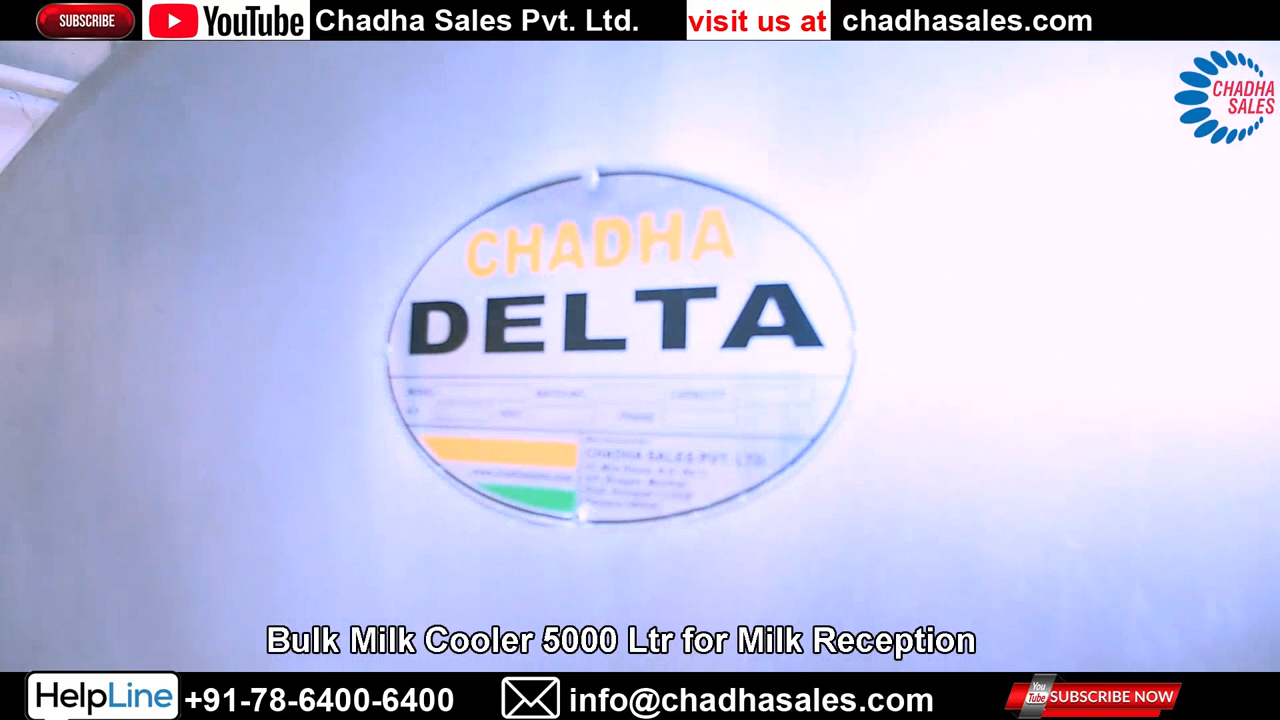 SUBSCRIBE
YouTube
Chadha Sales Pvt. Ltd.
visit us at
chadhasales.com
CHADHA
SALES
CHADHA
DELTA
CAPACITY
CHADHA SALES PVT. LTD.
Bulk Milk Cooler 5000 Ltr for Milk Reception
HelpLine
+91-78-6400-6400
info@chadhasales.com
You
Tube
SUBSCRIBE NOW